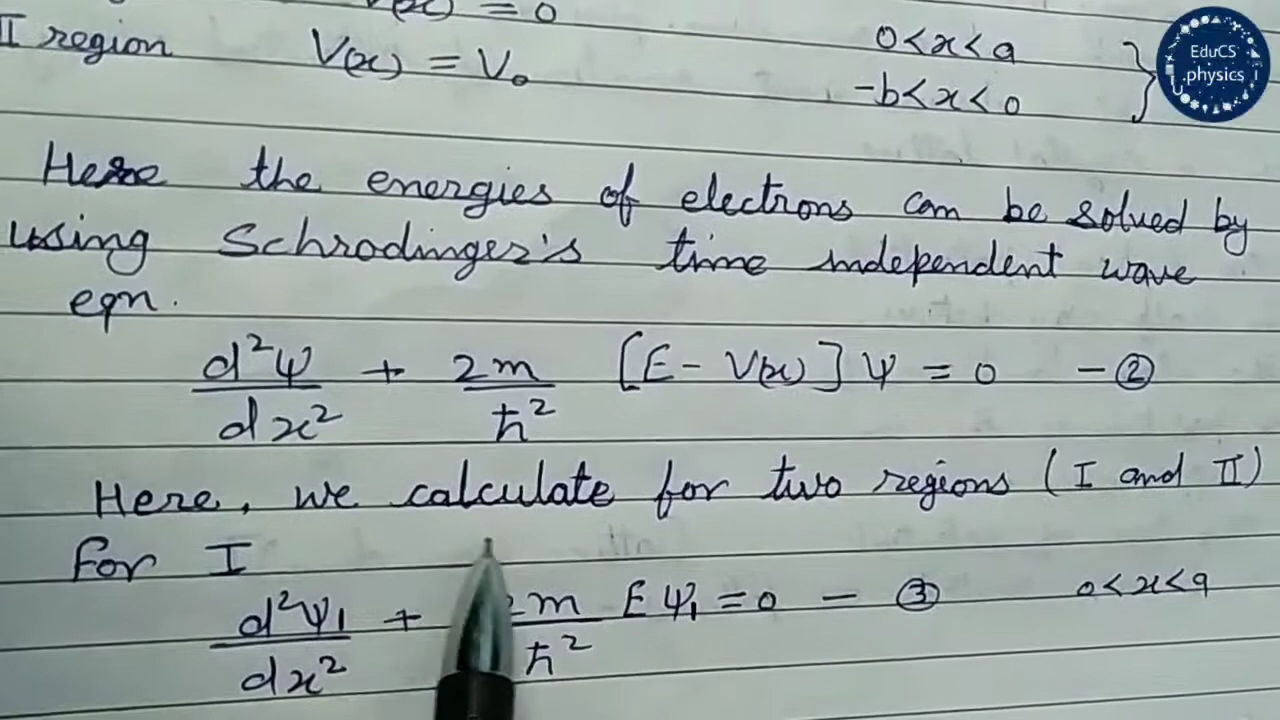 V(x) = 0
II region V(x) = V₀ 0<x<a
-b<x<0
EduCS
.physics
Here the energies of electrons can be solved by
using Schrodinger's time independent wave
eqn.
d²ψ/dx² + 2m/ħ² [E - V(x)] ψ = 0 - ②
Here, we calculate for two regions (I and II)
For I
d²ψ₁/dx² + 2m/ħ² E ψ₁ = 0 - ③ 0<x<a